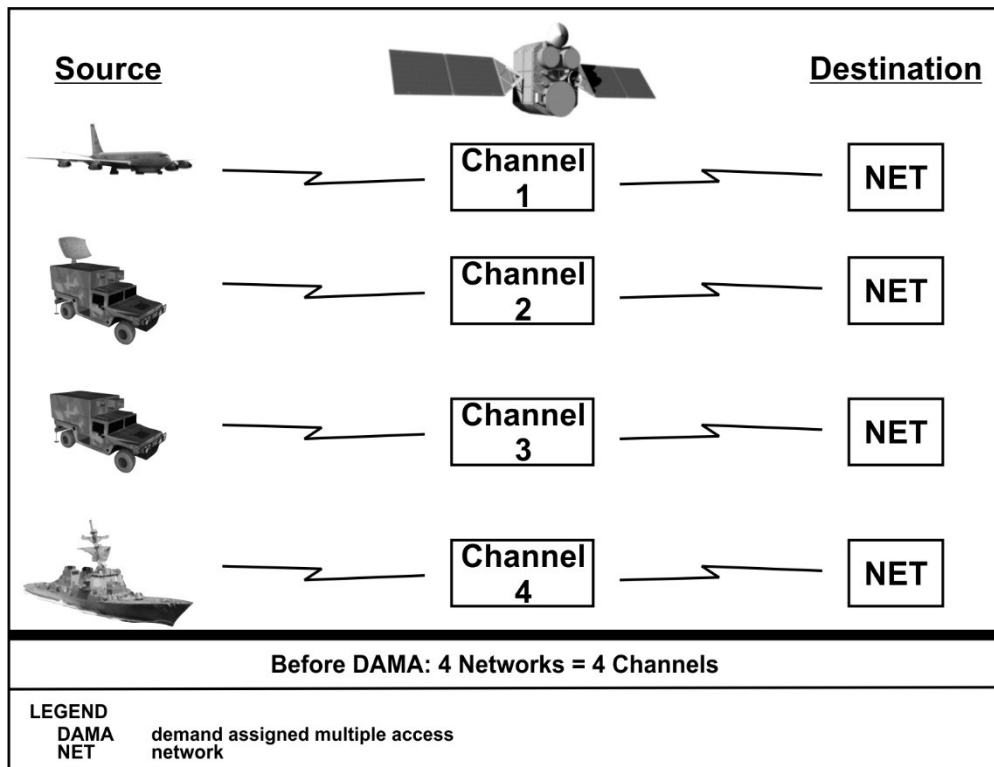 Source
Destination
Channel
1
NET
Channel
2
NET
Channel
3
NET
Channel
4
NET
Before DAMA: 4 Networks = 4 Channels
LEGEND
DAMA demand assigned multiple access
NET network